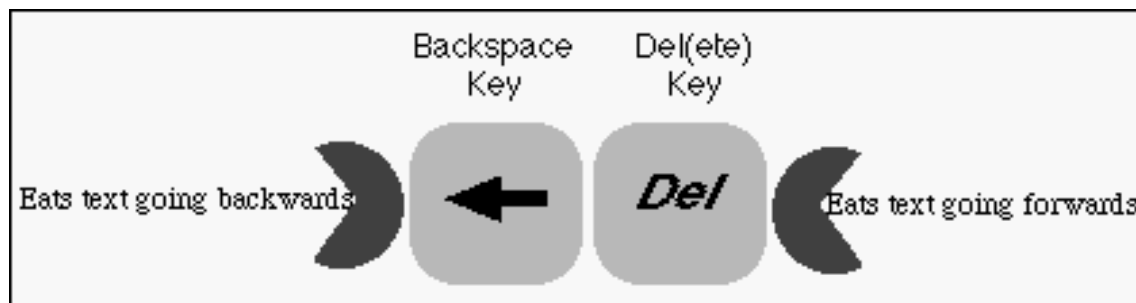 Backspace
Key
Del(ete)
Key
Eats text going backwards
Del
Eats text going forwards